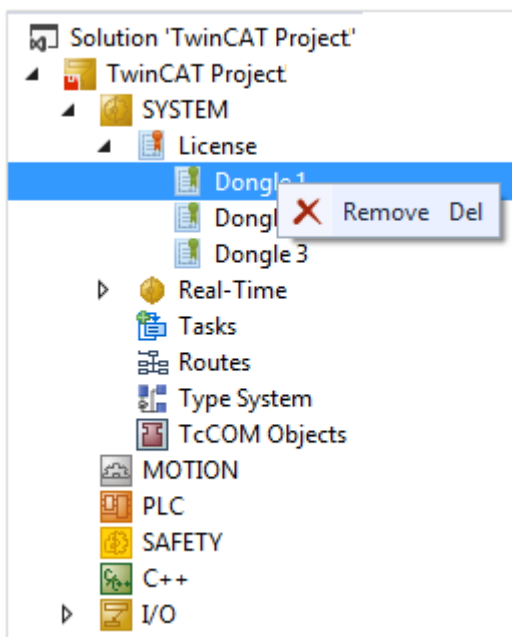 Solution 'TwinCAT Project'
TwinCAT Project
SYSTEM
License
Dongle 1
Remove Del
Dongl
Dongle 3
Real-Time
Tasks
Routes
Type System
TcCOM Objects
MOTION
PLC
SAFETY
C++
I/O